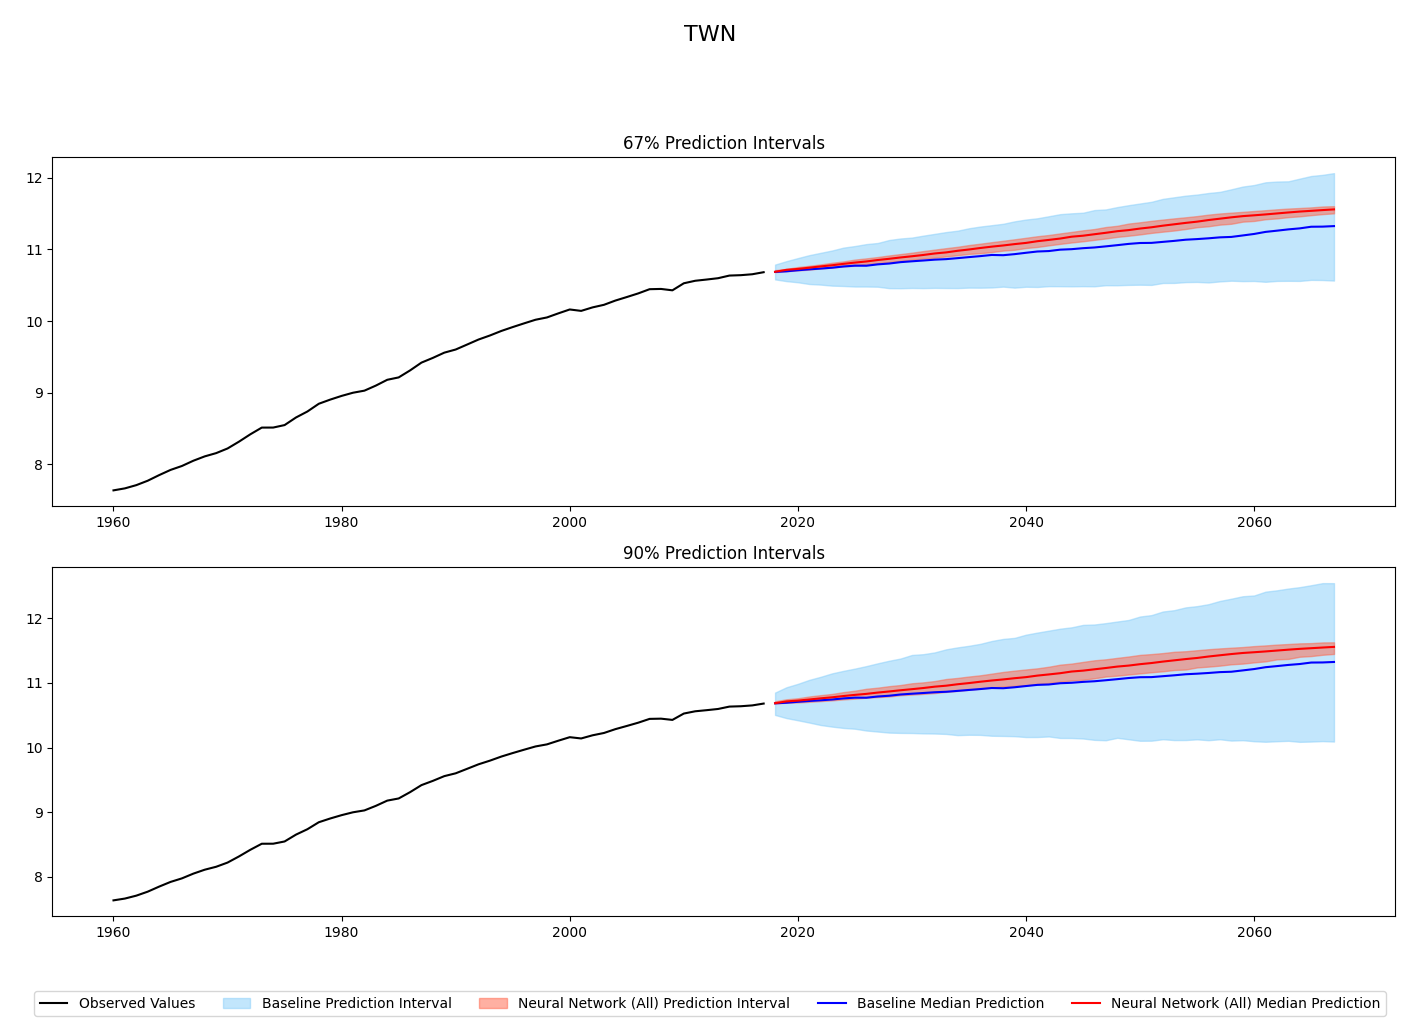 TWN
67% Prediction Intervals
12
11
10
9
8
1960 1980 2000 2020 2040 2060
90% Prediction Intervals
12
11
10
9
8
1960 1980 2000 2020 2040 2060
Observed Values Baseline Prediction Interval Neural Network (All) Prediction Interval Baseline Median Prediction Neural Network (All) Median Prediction